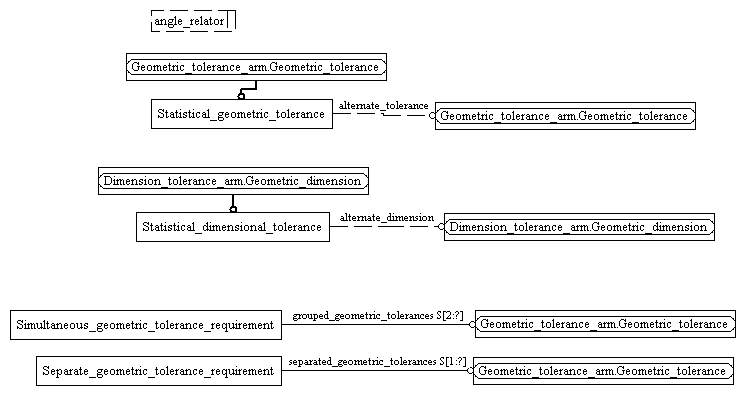 angle_relator
Geometric_tolerance_arm.Geometric_tolerance
Statistical_geometric_tolerance
alternate_tolerance
Geometric_tolerance_arm.Geometric_tolerance
Dimension_tolerance_arm.Geometric_dimension
Statistical_dimensional_tolerance
alternate_dimension
Dimension_tolerance_arm.Geometric_dimension
Simultaneous_geometric_tolerance_requirement
grouped_geometric_tolerances S[2:?]
Geometric_tolerance_arm.Geometric_tolerance
Separate_geometric_tolerance_requirement
separated_geometric_tolerances S[1:?]
Geometric_tolerance_arm.Geometric_tolerance